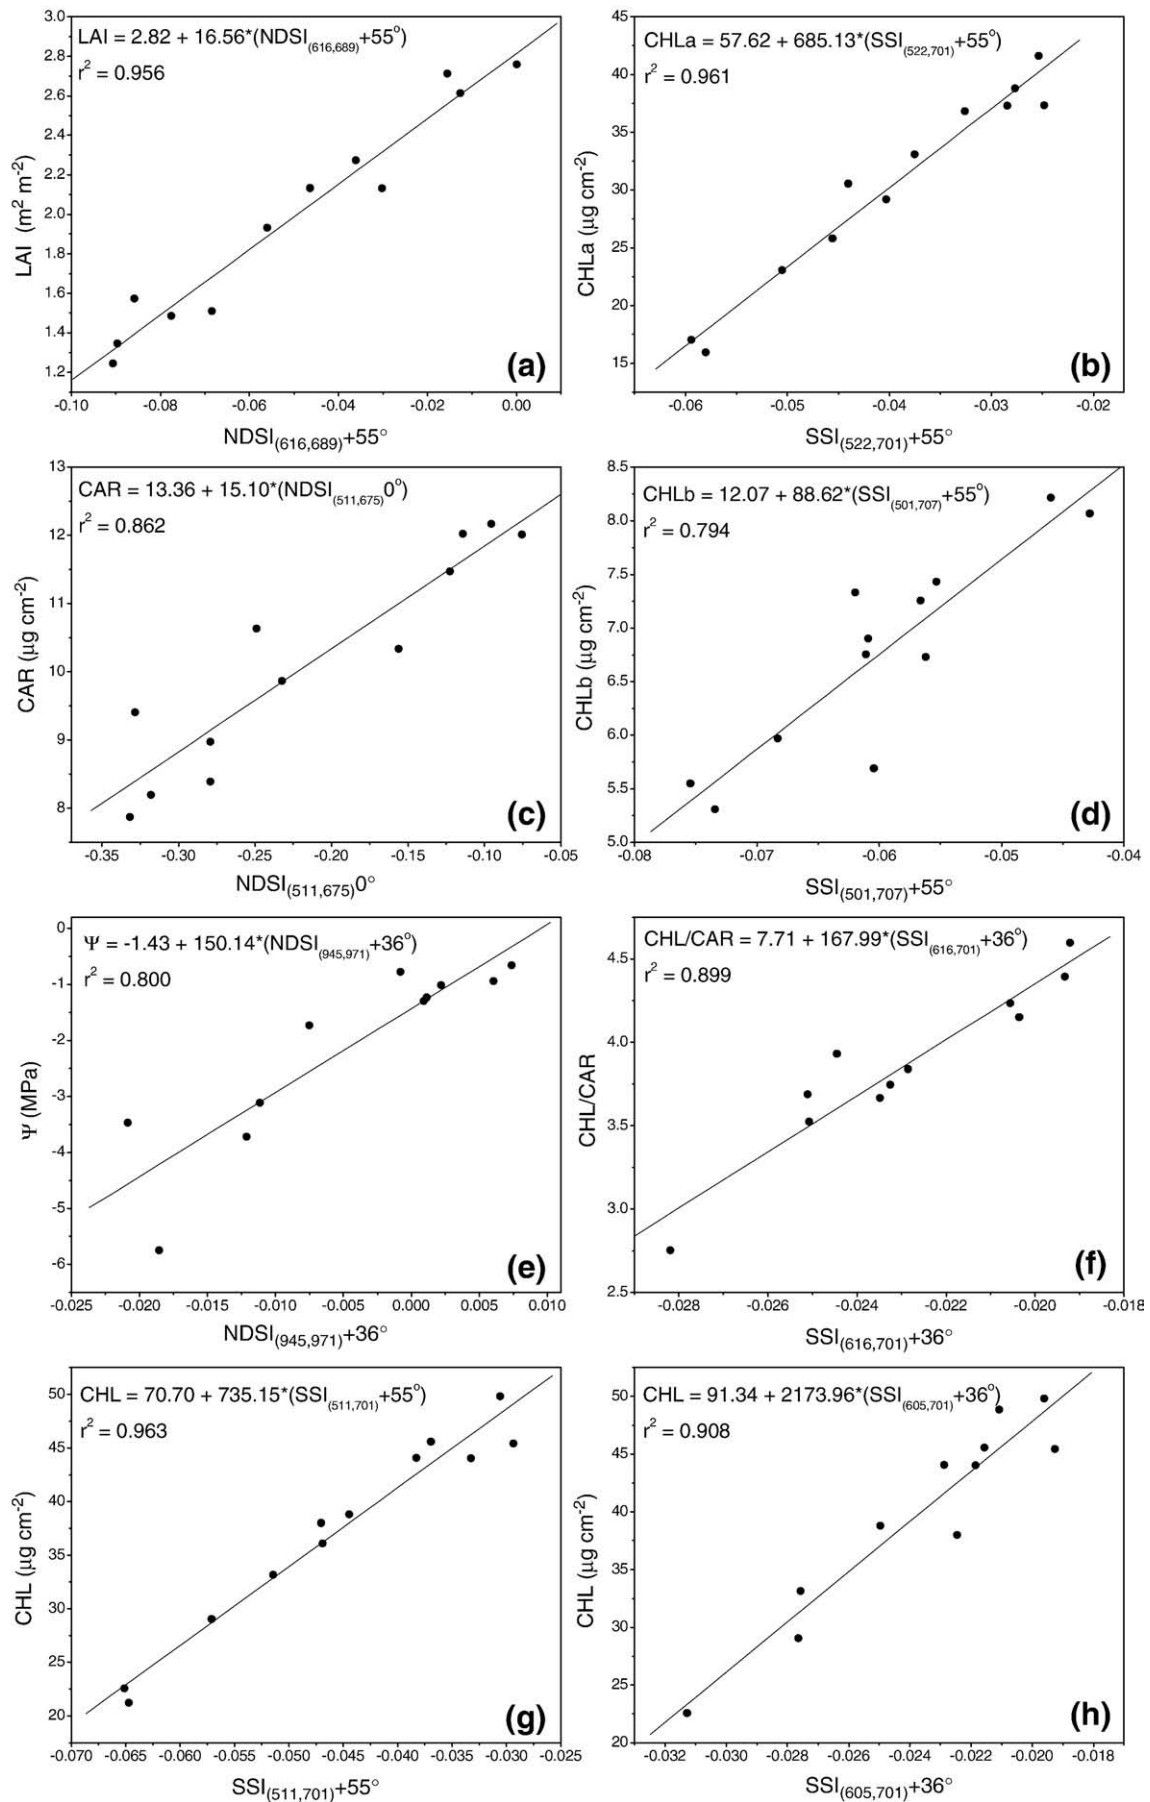 LAI = 2.82 + 16.56*(NDSI(616,689)+55°)
r² = 0.956
3.0
2.8
2.6
2.4
2.2
2.0
1.8
1.6
1.4
1.2
LAI (m² m⁻²)
(a)
-0.10 -0.08 -0.06 -0.04 -0.02 0.00
NDSI(616,689)+55°
CHLa = 57.62 + 685.13*(SSI(522,701)+55°)
r² = 0.961
45
40
35
30
25
20
15
CHLa (µg cm⁻²)
(b)
-0.06 -0.05 -0.04 -0.03 -0.02
SSI(522,701)+55°
CAR = 13.36 + 15.10*(NDSI(511,675)0°)
r² = 0.862
13
12
11
10
9
8
CAR (µg cm⁻²)
(c)
-0.35 -0.30 -0.25 -0.20 -0.15 -0.10 -0.05
NDSI(511,675)0°
CHLb = 12.07 + 88.62*(SSI(501,707)+55°)
r² = 0.794
8.5
8.0
7.5
7.0
6.5
6.0
5.5
5.0
CHLb (µg cm⁻²)
(d)
-0.08 -0.07 -0.06 -0.05 -0.04
SSI(501,707)+55°
Ψ = -1.43 + 150.14*(NDSI(945,971)+36°)
r² = 0.800
0
-1
-2
-3
-4
-5
-6
Ψ (MPa)
(e)
-0.025 -0.020 -0.015 -0.010 -0.005 0.000 0.005 0.010
NDSI(945,971)+36°
CHL/CAR = 7.71 + 167.99*(SSI(616,701)+36°)
r² = 0.899
4.5
4.0
3.5
3.0
2.5
CHL/CAR
(f)
-0.028 -0.026 -0.024 -0.022 -0.020 -0.018
SSI(616,701)+36°
CHL = 70.70 + 735.15*(SSI(511,701)+55°)
r² = 0.963
50
45
40
35
30
25
20
CHL (µg cm⁻²)
(g)
-0.070 -0.065 -0.060 -0.055 -0.050 -0.045 -0.040 -0.035 -0.030 -0.025
SSI(511,701)+55°
CHL = 91.34 + 2173.96*(SSI(605,701)+36°)
r² = 0.908
50
45
40
35
30
25
20
CHL (µg cm⁻²)
(h)
-0.032 -0.030 -0.028 -0.026 -0.024 -0.022 -0.020 -0.018
SSI(605,701)+36°